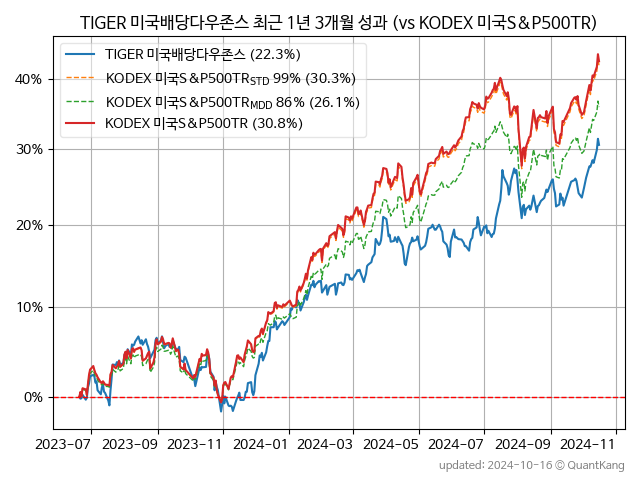 TIGER 미국배당다우존스 최근 1년 3개월 성과 (vs KODEX 미국S&P500TR)
TIGER 미국배당다우존스 (22.3%)
KODEX 미국S&P500TR_STD 99% (30.3%)
KODEX 미국S&P500TR_MDD 86% (26.1%)
KODEX 미국S&P500TR (30.8%)
40%
30%
20%
10%
0%
2023-07 2023-09 2023-11 2024-01 2024-03 2024-05 2024-07 2024-09 2024-11
updated: 2024-10-16 © QuantKang